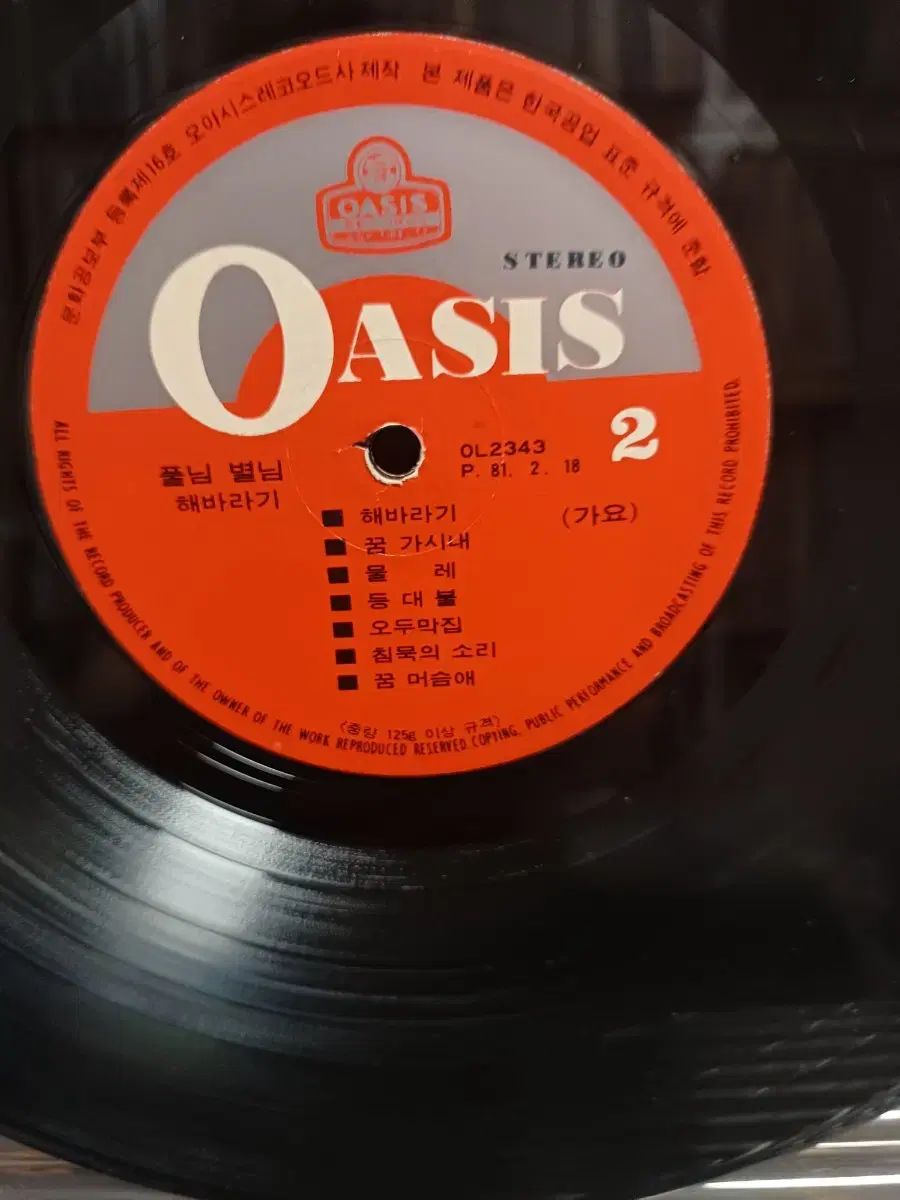 문화공보부 등록제16호 오아시스레코오드사 제작 본 제품은 한국공업 표준 규격에 준함
OASIS
STEREO
OASIS
2
OL2343
P. 81. 2. 18
풀님 별님
해바라기
(가요)
■ 해바라기
■ 꿈 가시내
■ 물 레
■ 등 대 불
■ 오두막집
■ 침묵의 소리
■ 꿈 머슴애
(중량 125g 이상 규격)
ALL RIGHTS OF THE RECORD PRODUCER AND OF THE OWNER OF THE WORK REPRODUCED RESERVED COPYING, PUBLIC PERFORMANCE AND BROADCASTING OF THIS RECORD PROHIBITED.